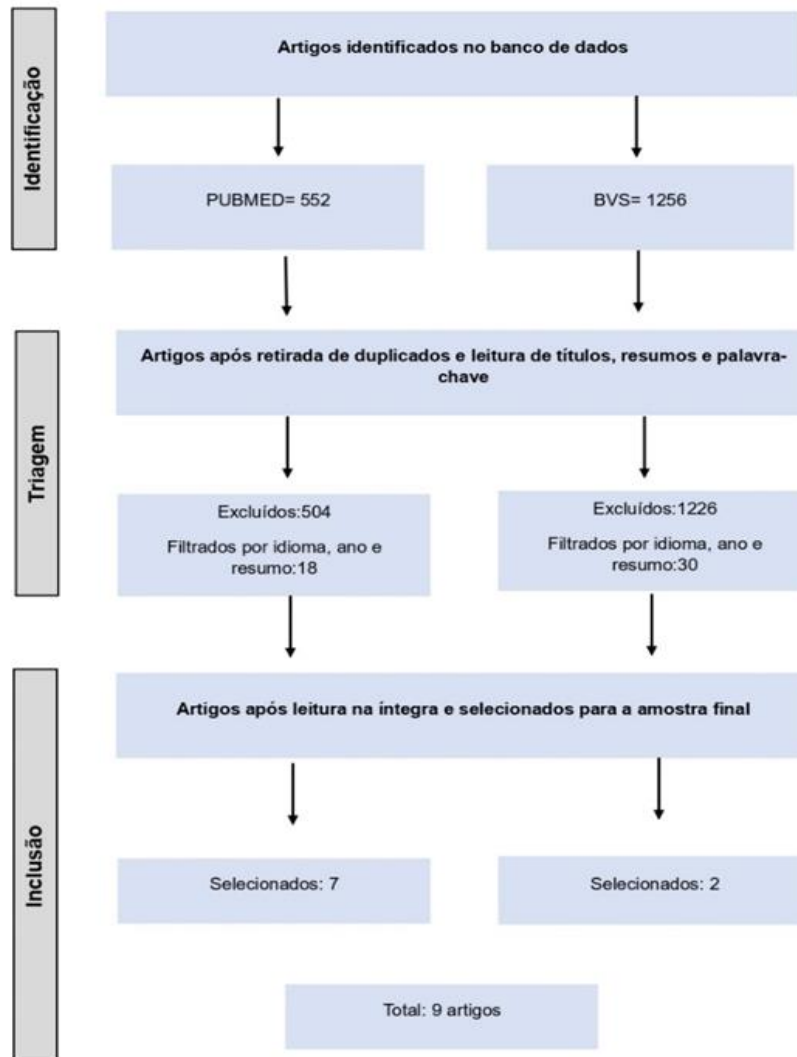 Identificação
Artigos identificados no banco de dados
PUBMED= 552
BVS= 1256
Triagem
Artigos após retirada de duplicados e leitura de títulos, resumos e palavra-
chave
Excluídos:504
Filtrados por idioma, ano e
resumo:18
Excluídos:1226
Filtrados por idioma, ano e
resumo:30
Inclusão
Artigos após leitura na íntegra e selecionados para a amostra final
Selecionados: 7
Selecionados: 2
Total: 9 artigos